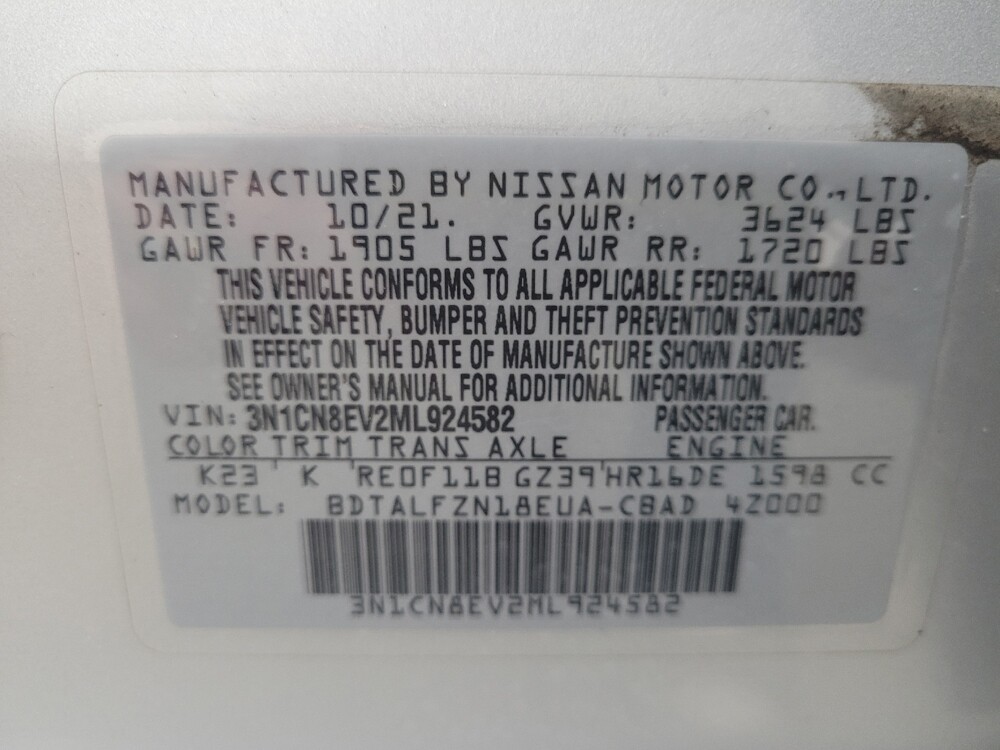 MANUFACTURED BY NISSAN MOTOR CO., LTD.
DATE: 10/21. GVWR: 3624 LBS
GAWR FR: 1905 LBS GAWR RR: 1720 LBS
THIS VEHICLE CONFORMS TO ALL APPLICABLE FEDERAL MOTOR
VEHICLE SAFETY, BUMPER AND THEFT PREVENTION STANDARDS
IN EFFECT ON THE DATE OF MANUFACTURE SHOWN ABOVE.
SEE OWNER'S MANUAL FOR ADDITIONAL INFORMATION.
VIN: 3N1CN8EV2ML924582 PASSENGER CAR.
COLOR TRIM TRANS AXLE ENGINE
K23 ' K 'RE0F11B GZ39'HR16DE 1598 CC
MODEL: BDTALFZN18EUA-CBAD 4Z000
3N1CN8EV2ML924582